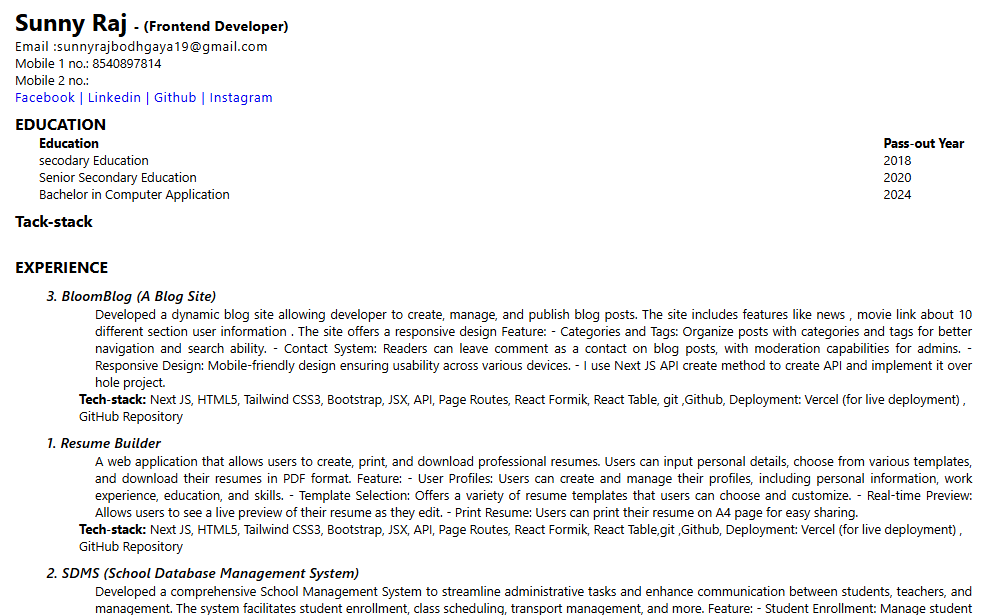 Sunny Raj - (Frontend Developer)
Email :sunnyrajbodhgaya19@gmail.com
Mobile 1 no.: 8540897814
Mobile 2 no.:
Facebook | Linkedin | Github | Instagram
EDUCATION
Education Pass-out Year
secodary Education 2018
Senior Secondary Education 2020
Bachelor in Computer Application 2024
Tack-stack
EXPERIENCE
3. BloomBlog (A Blog Site)
Developed a dynamic blog site allowing developer to create, manage, and publish blog posts. The site includes features like news , movie link about 10
different section user information . The site offers a responsive design Feature: - Categories and Tags: Organize posts with categories and tags for better
navigation and search ability. - Contact System: Readers can leave comment as a contact on blog posts, with moderation capabilities for admins. -
Responsive Design: Mobile-friendly design ensuring usability across various devices. - I use Next JS API create method to create API and implement it over
hole project.
Tech-stack: Next JS, HTML5, Tailwind CSS3, Bootstrap, JSX, API, Page Routes, React Formik, React Table, git ,Github, Deployment: Vercel (for live deployment) ,
GitHub Repository
1. Resume Builder
A web application that allows users to create, print, and download professional resumes. Users can input personal details, choose from various templates,
and download their resumes in PDF format. Feature: - User Profiles: Users can create and manage their profiles, including personal information, work
experience, education, and skills. - Template Selection: Offers a variety of resume templates that users can choose and customize. - Real-time Preview:
Allows users to see a live preview of their resume as they edit. - Print Resume: Users can print their resume on A4 page for easy sharing.
Tech-stack: Next JS, HTML5, Tailwind CSS3, Bootstrap, JSX, API, Page Routes, React Formik, React Table,git ,Github, Deployment: Vercel (for live deployment) ,
GitHub Repository
2. SDMS (School Database Management System)
Developed a comprehensive School Management System to streamline administrative tasks and enhance communication between students, teachers, and
management. The system facilitates student enrollment, class scheduling, transport management, and more. Feature: - Student Enrollment: Manage student